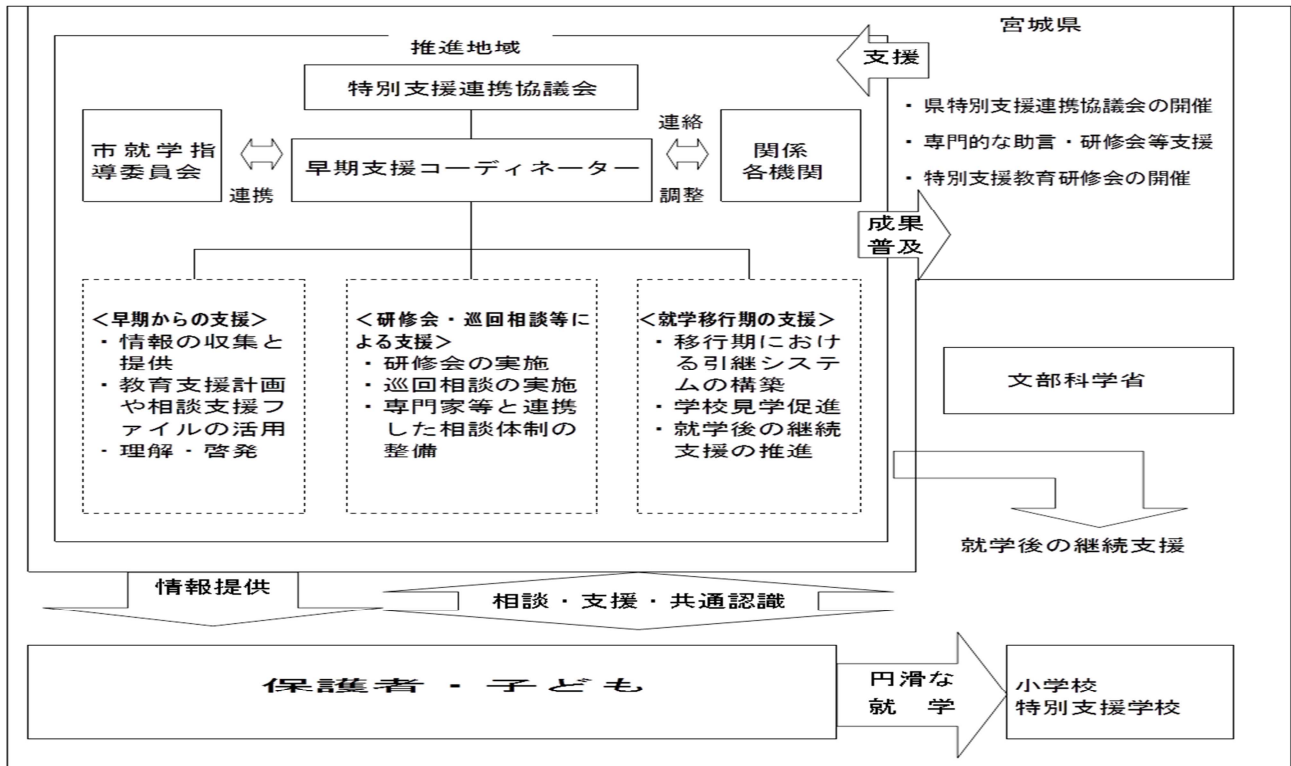 宮城県
推進地域
支援
特別支援連携協議会
・県特別支援連携協議会の開催
・専門的な助言・研修会等支援
・特別支援教育研修会の開催
市就学指
導委員会
連携
早期支援コーディネーター
連絡
調整
関係
各機関
成果
普及
＜早期からの支援＞
・情報の収集と
提供
・教育支援計画
や相談支援フ
ァイルの活用
・理解・啓発
＜研修会・巡回相談等に
よる支援＞
・研修会の実施
・巡回相談の実施
・専門家等と連携
した相談体制の
整備
＜就学移行期の支援＞
・移行期におけ
る引継システ
ムの構築
・学校見学促進
・就学後の継続
支援の推進
文部科学省
就学後の継続支援
情報提供
相談・支援・共通認識
保護者・子ども
円滑な
就 学
小学校
特別支援学校